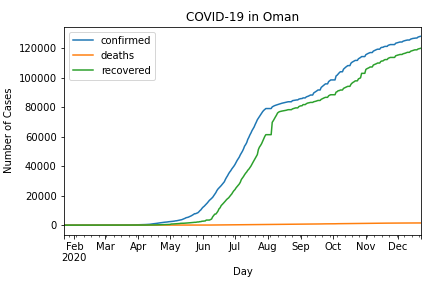 COVID-19 in Oman
confirmed
deaths
recovered
120000
100000
80000
60000
40000
20000
0
Number of Cases
Feb Mar Apr May Jun Jul Aug Sep Oct Nov Dec
2020
Day